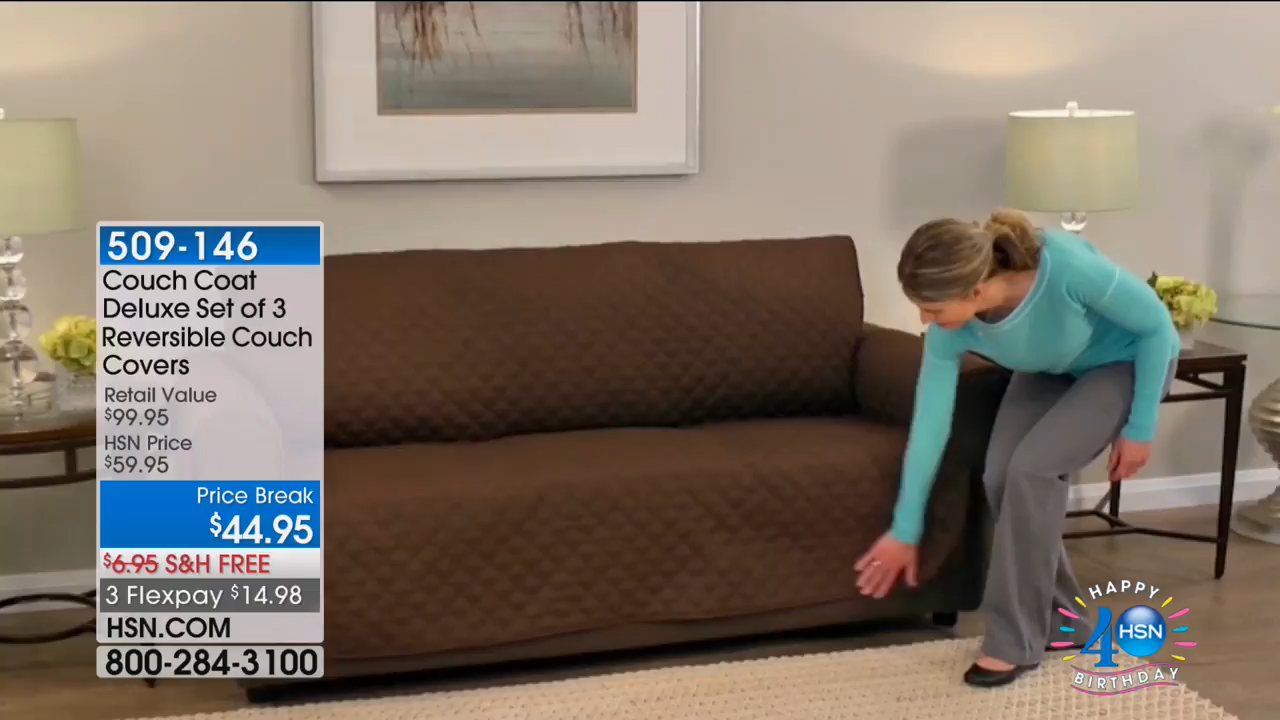 509-146
Couch Coat
Deluxe Set of 3
Reversible Couch
Covers
Retail Value
$99.95
HSN Price
$59.95
Price Break
$44.95
$6.95 S&H FREE
3 Flexpay $14.98
HSN.COM
800-284-3100
HAPPY
40 HSN
BIRTHDAY